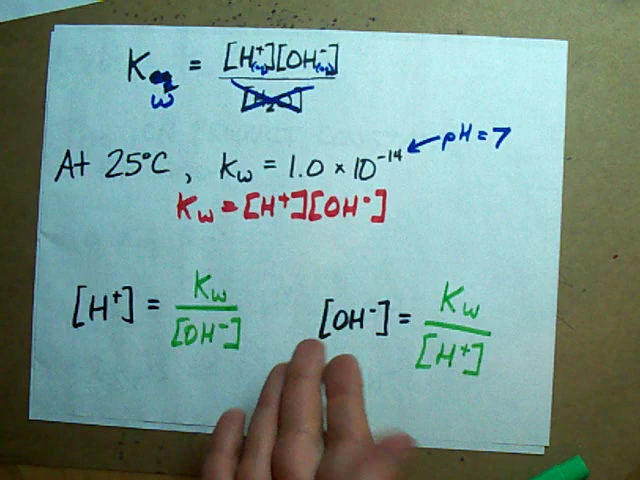 Kw = [H⁺(aq)][OH⁻(aq)]
[H₂O]
At 25°C, Kw = 1.0 × 10⁻¹⁴ ← pH = 7
Kw = [H⁺][OH⁻]
[H⁺] = Kw / [OH⁻]
[OH⁻] = Kw / [H⁺]